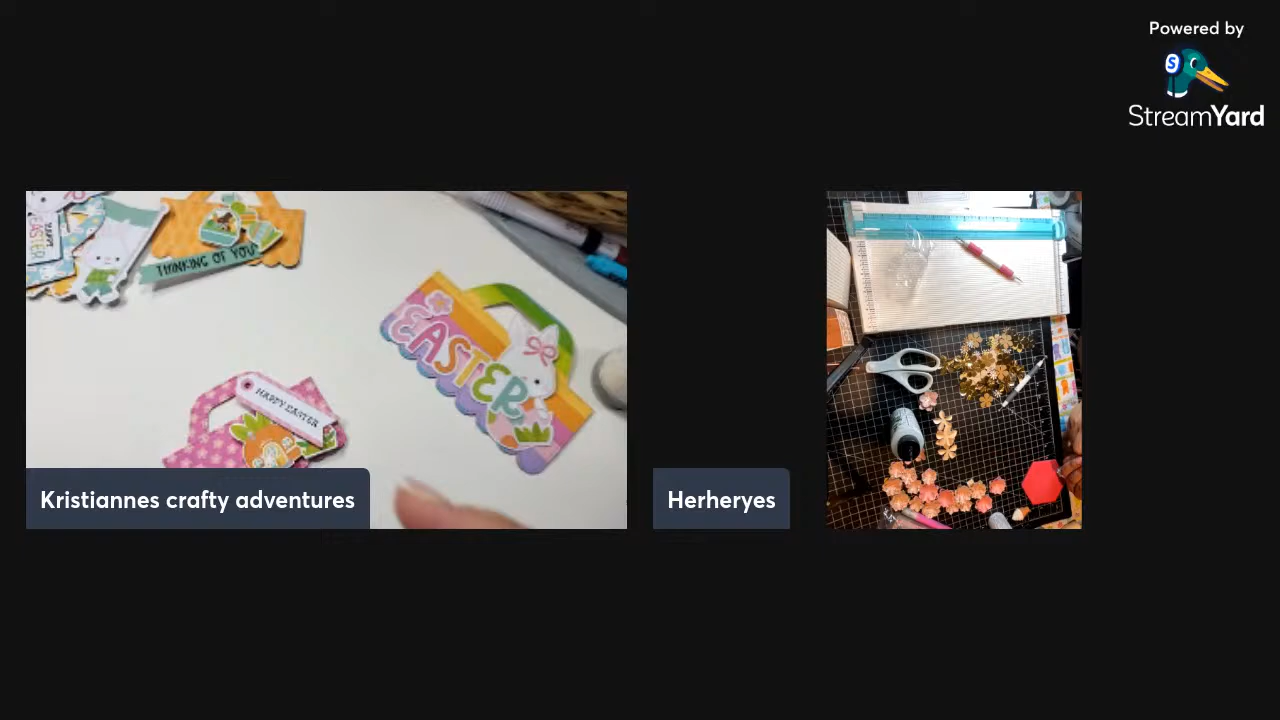 Powered by
StreamYard
THINKING OF YOU
EASTER
HAPPY EASTER
Kristiannes crafty adventures
Herheryes